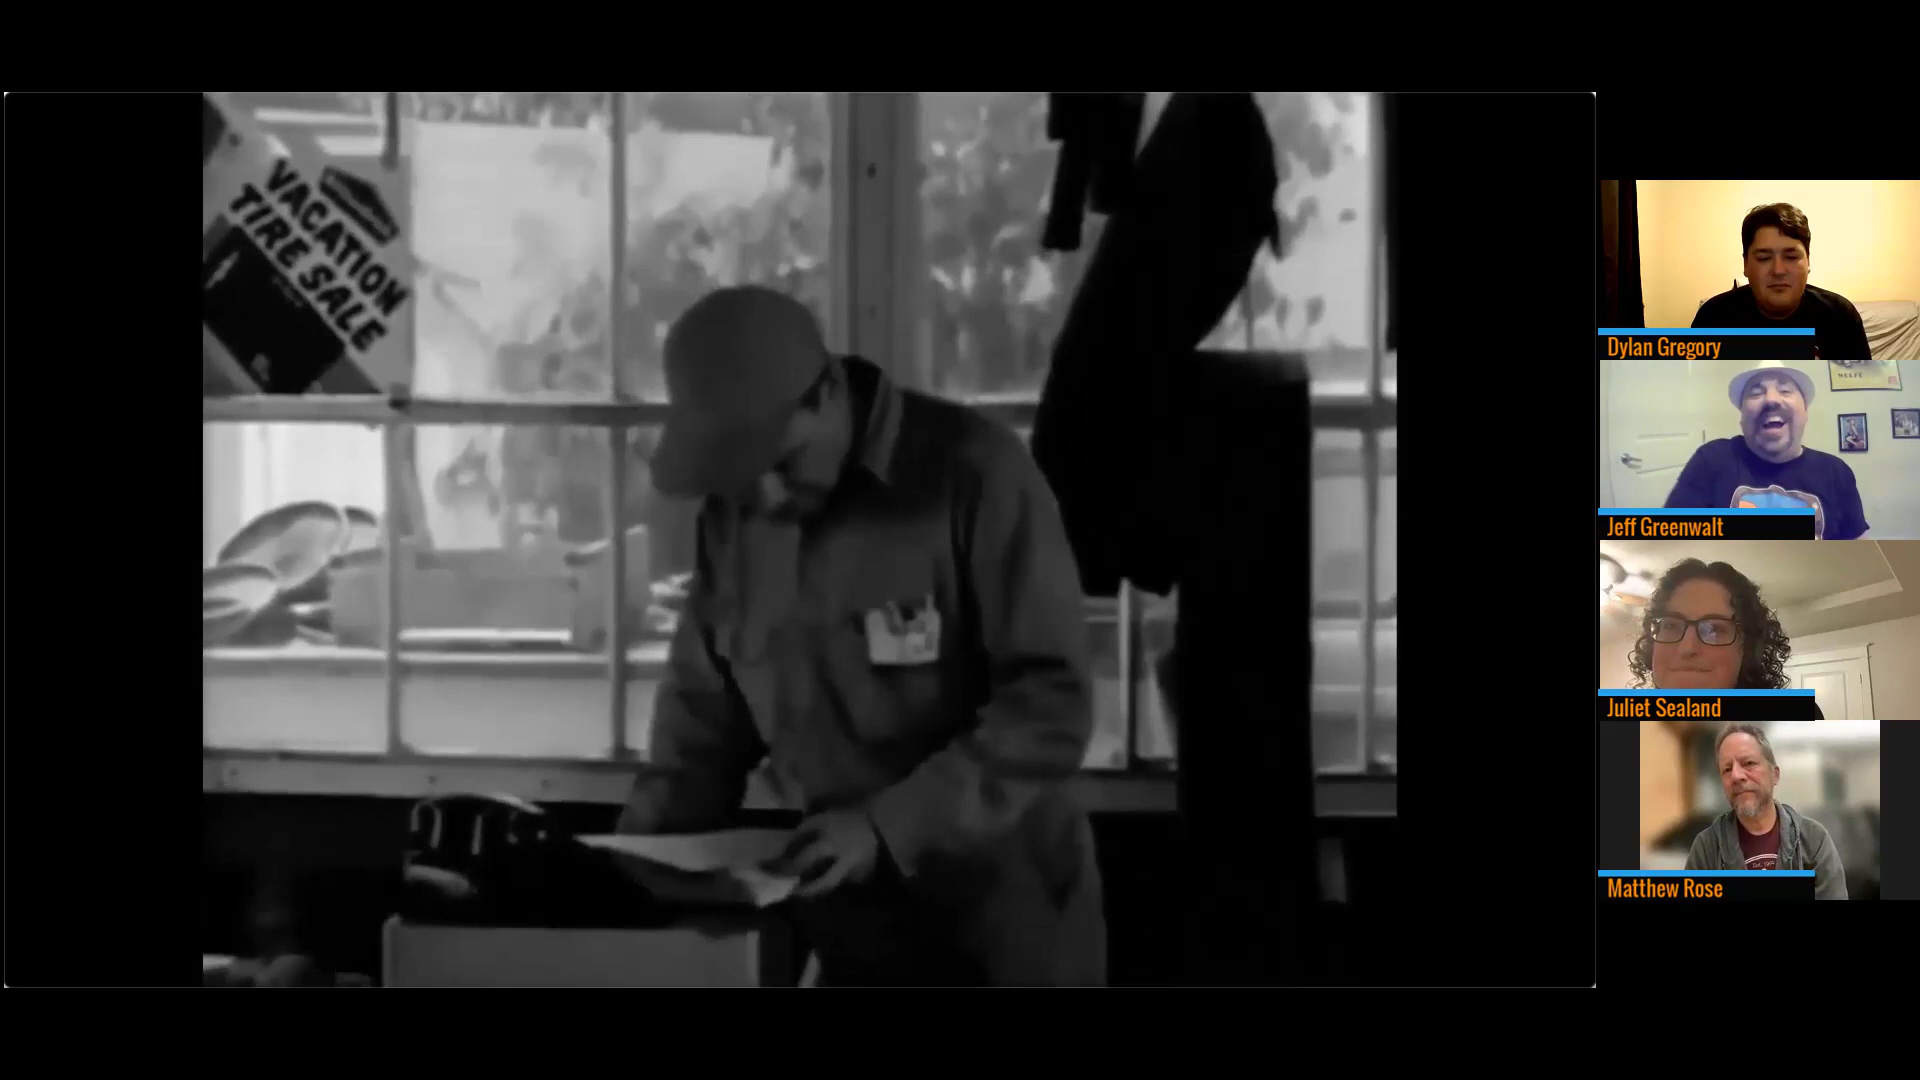 VACATION
TIRE SALE
Dylan Gregory
Jeff Greenwalt
Juliet Sealand
Matthew Rose